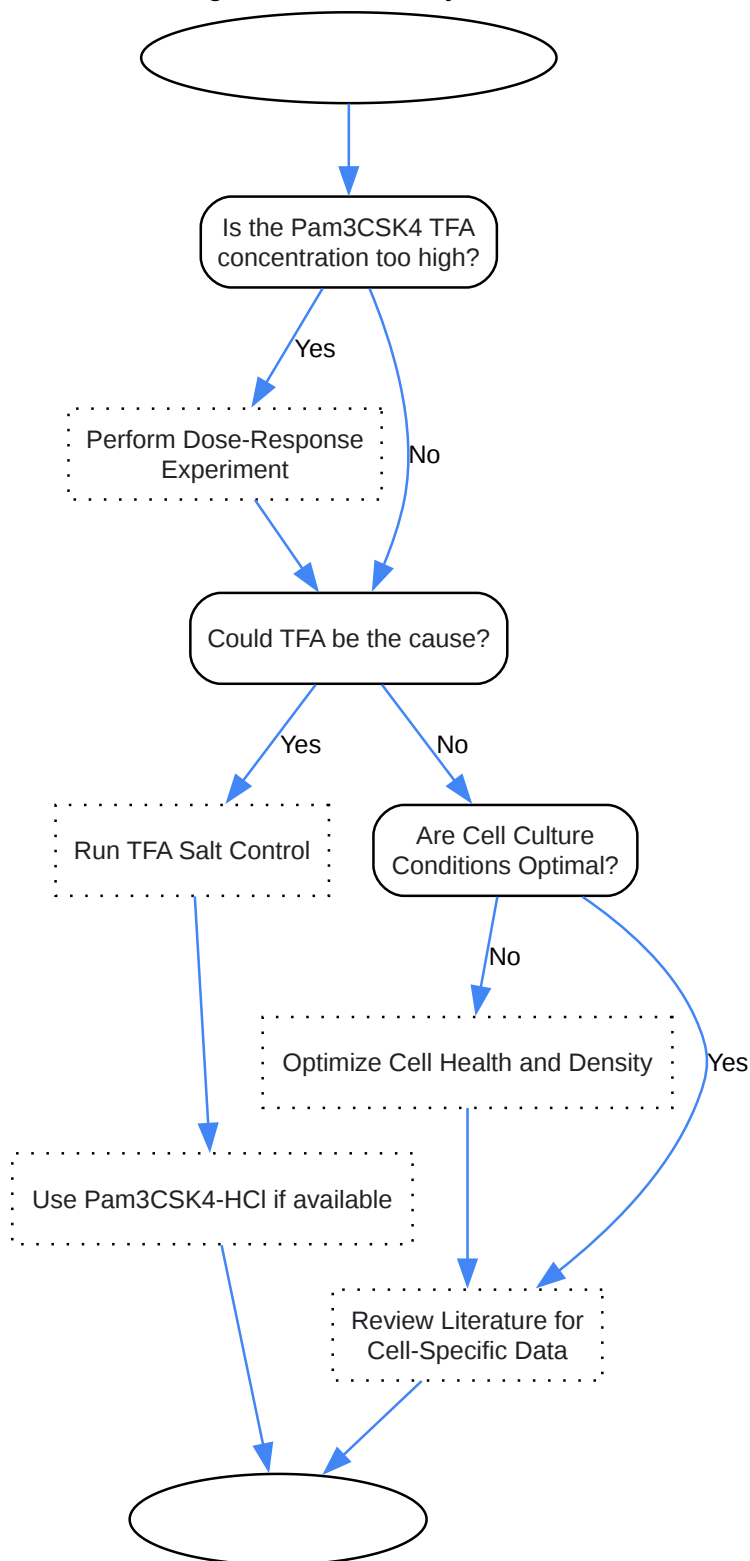 Is the Pam3CSK4 TFA
concentration too high?
Yes
Perform Dose-Response
Experiment
No
Could TFA be the cause?
Yes
No
Run TFA Salt Control
Are Cell Culture
Conditions Optimal?
No
Optimize Cell Health and Density
Yes
Use Pam3CSK4-HCl if available
Review Literature for
Cell-Specific Data